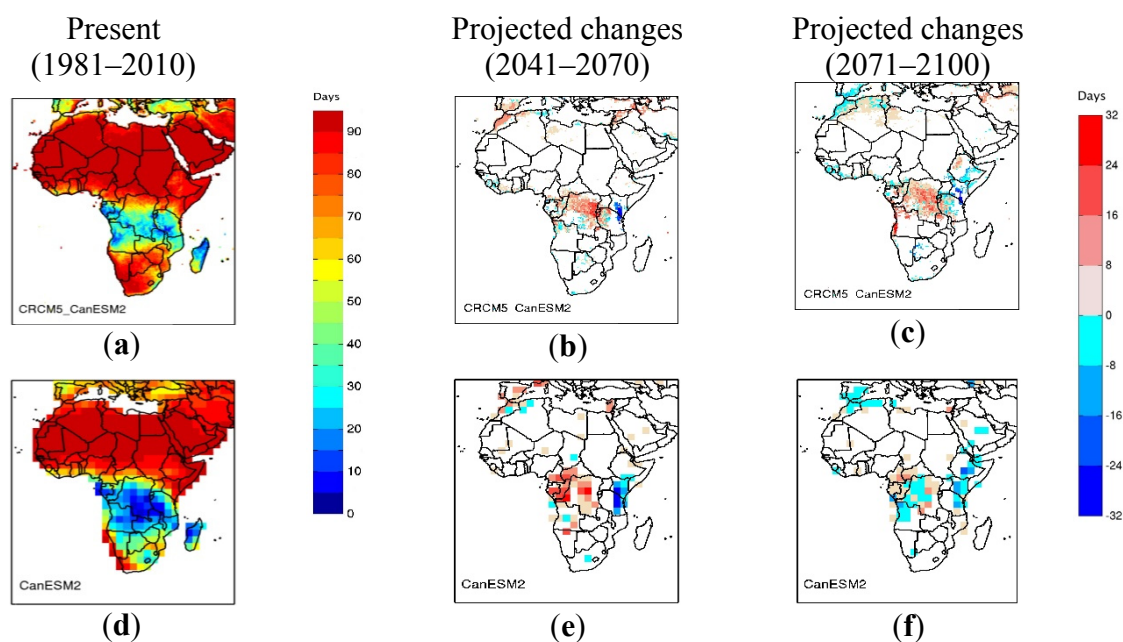 Present
(1981–2010)
Projected changes
(2041–2070)
Projected changes
(2071–2100)
Days
90
80
70
60
50
40
30
20
10
0
CRCM5_CanESM2
(a)
CRCM5 CanESM2
(b)
CRCM5 CanESM2
(c)
Days
32
24
16
8
0
-8
-16
-24
-32
CanESM2
(d)
CanESM2
(e)
CanESM2
(f)